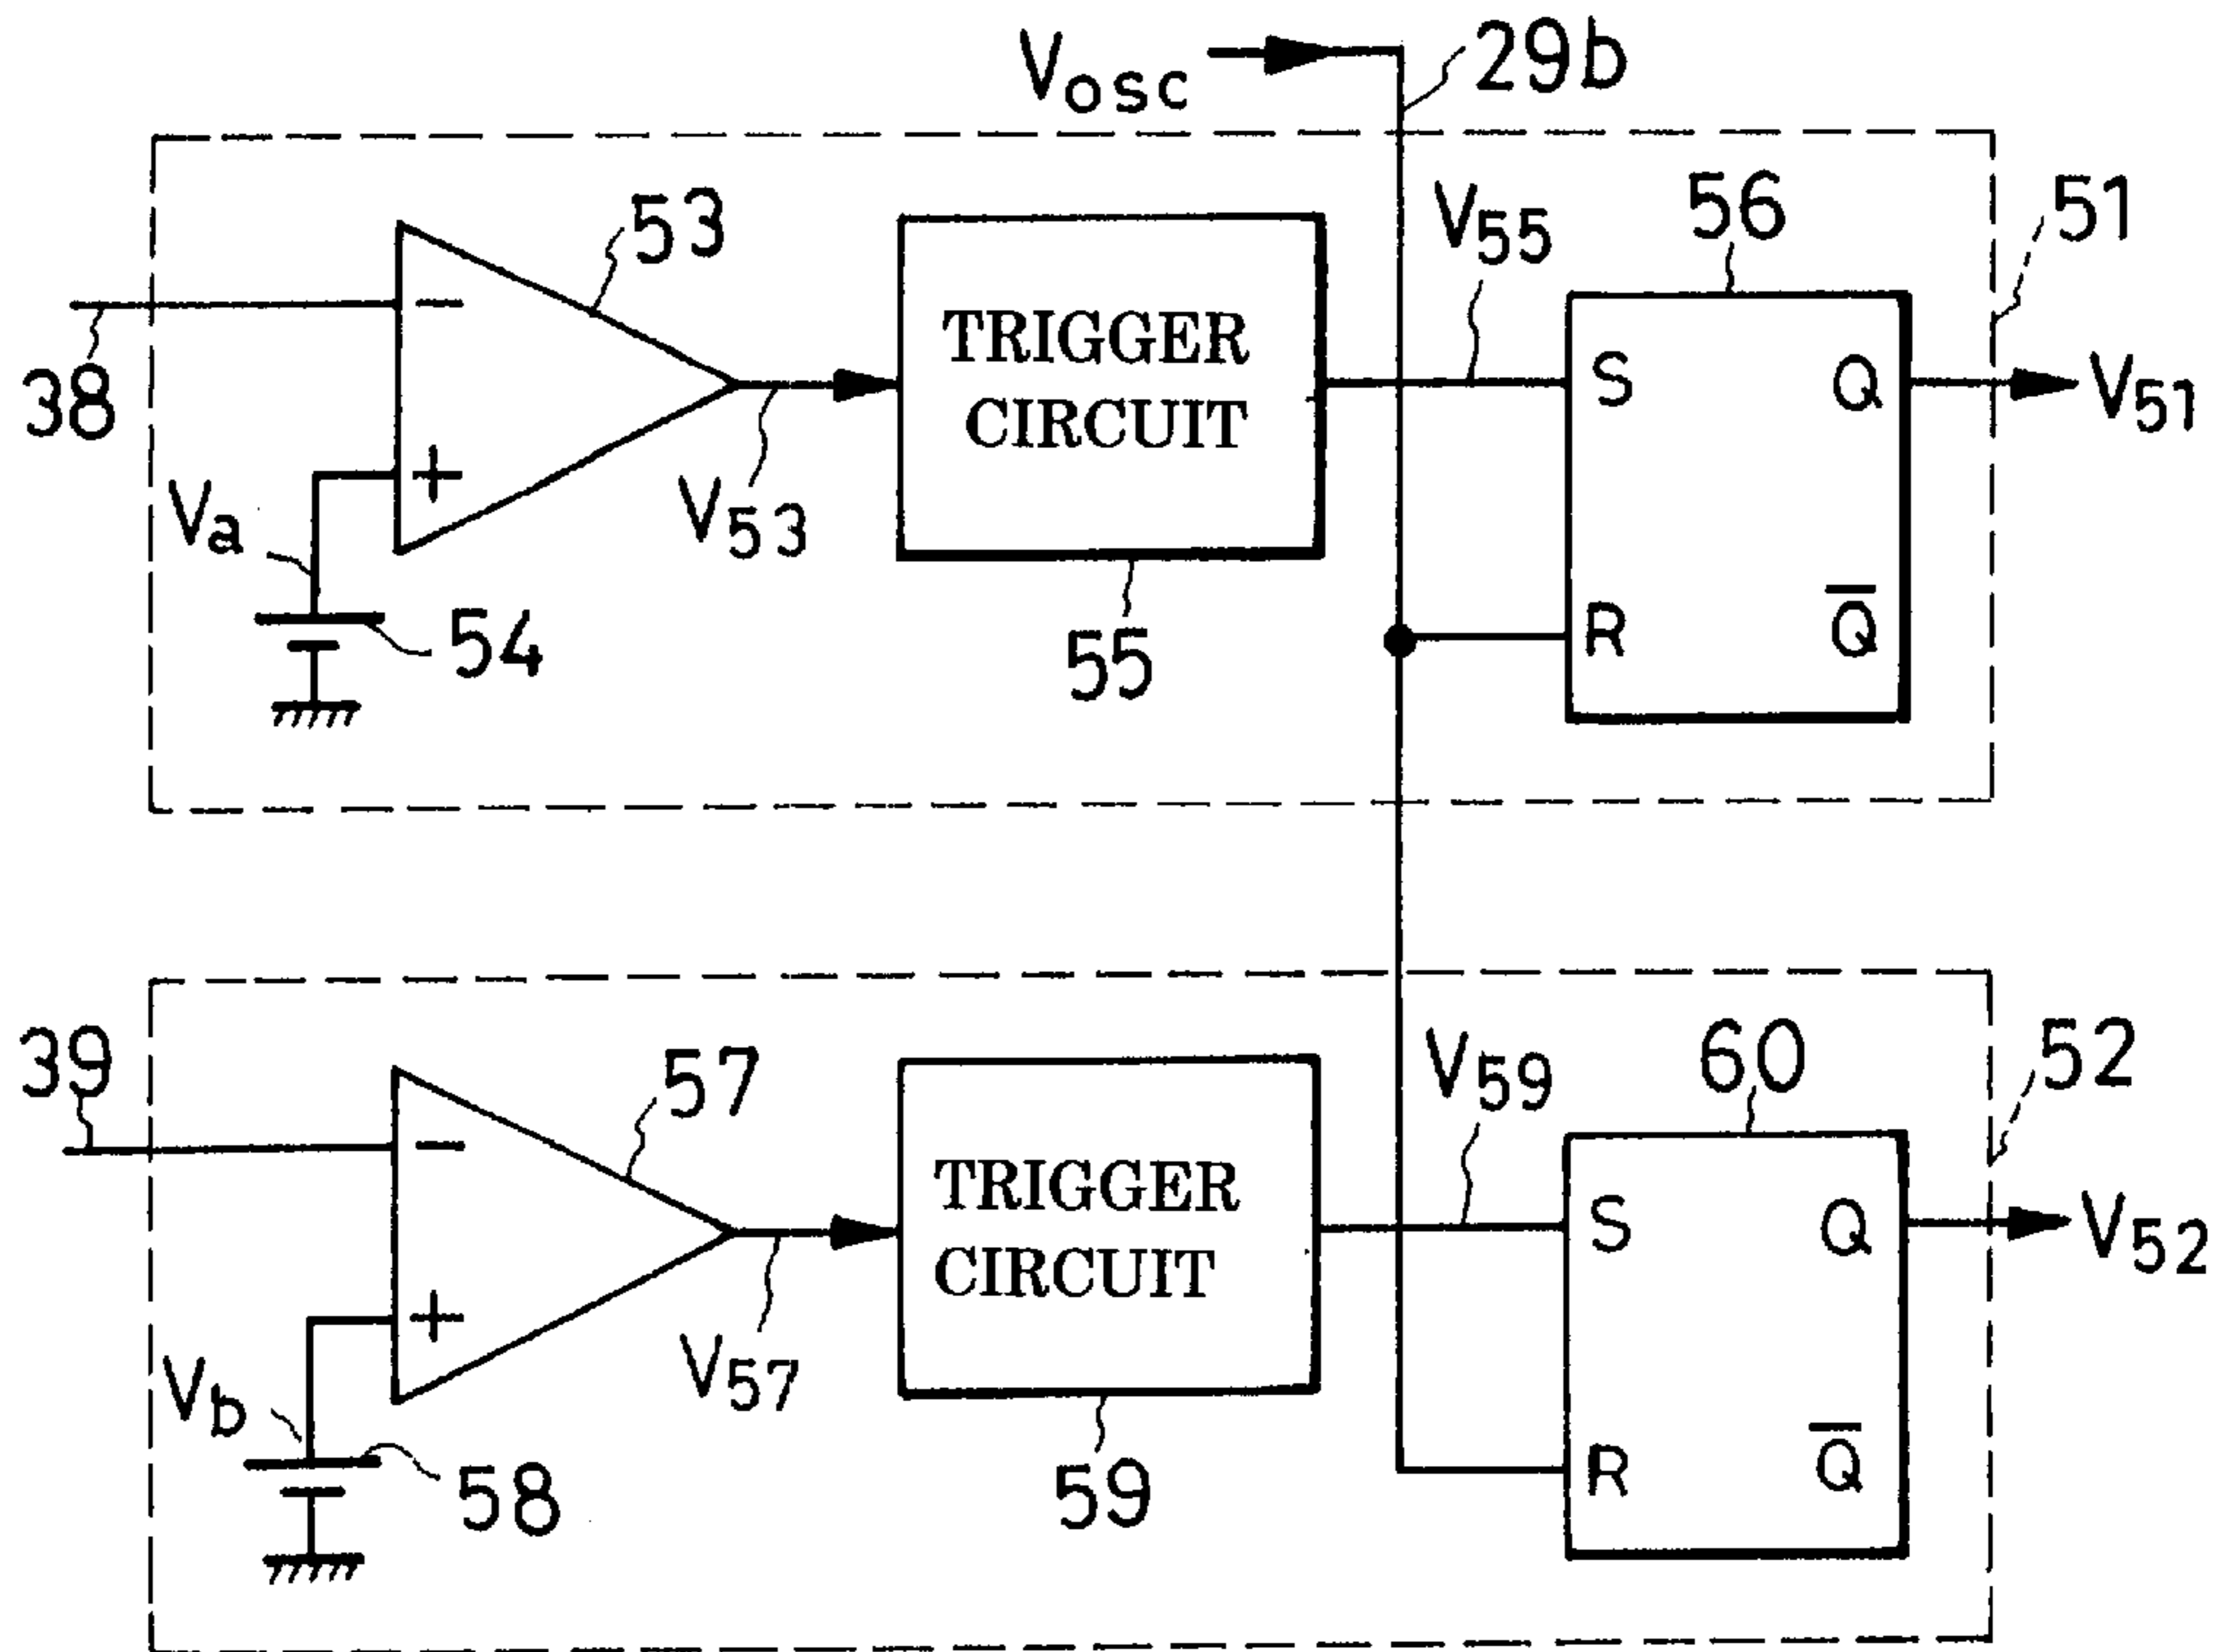 Vosc
29b
53
V55
56
51
38
−
+
TRIGGER
CIRCUIT
S
Q
R
Q̅
V51
Va
V53
54
55
39
57
V59
60
52
−
+
TRIGGER
CIRCUIT
S
Q
R
Q̅
V52
Vb
V57
58
59